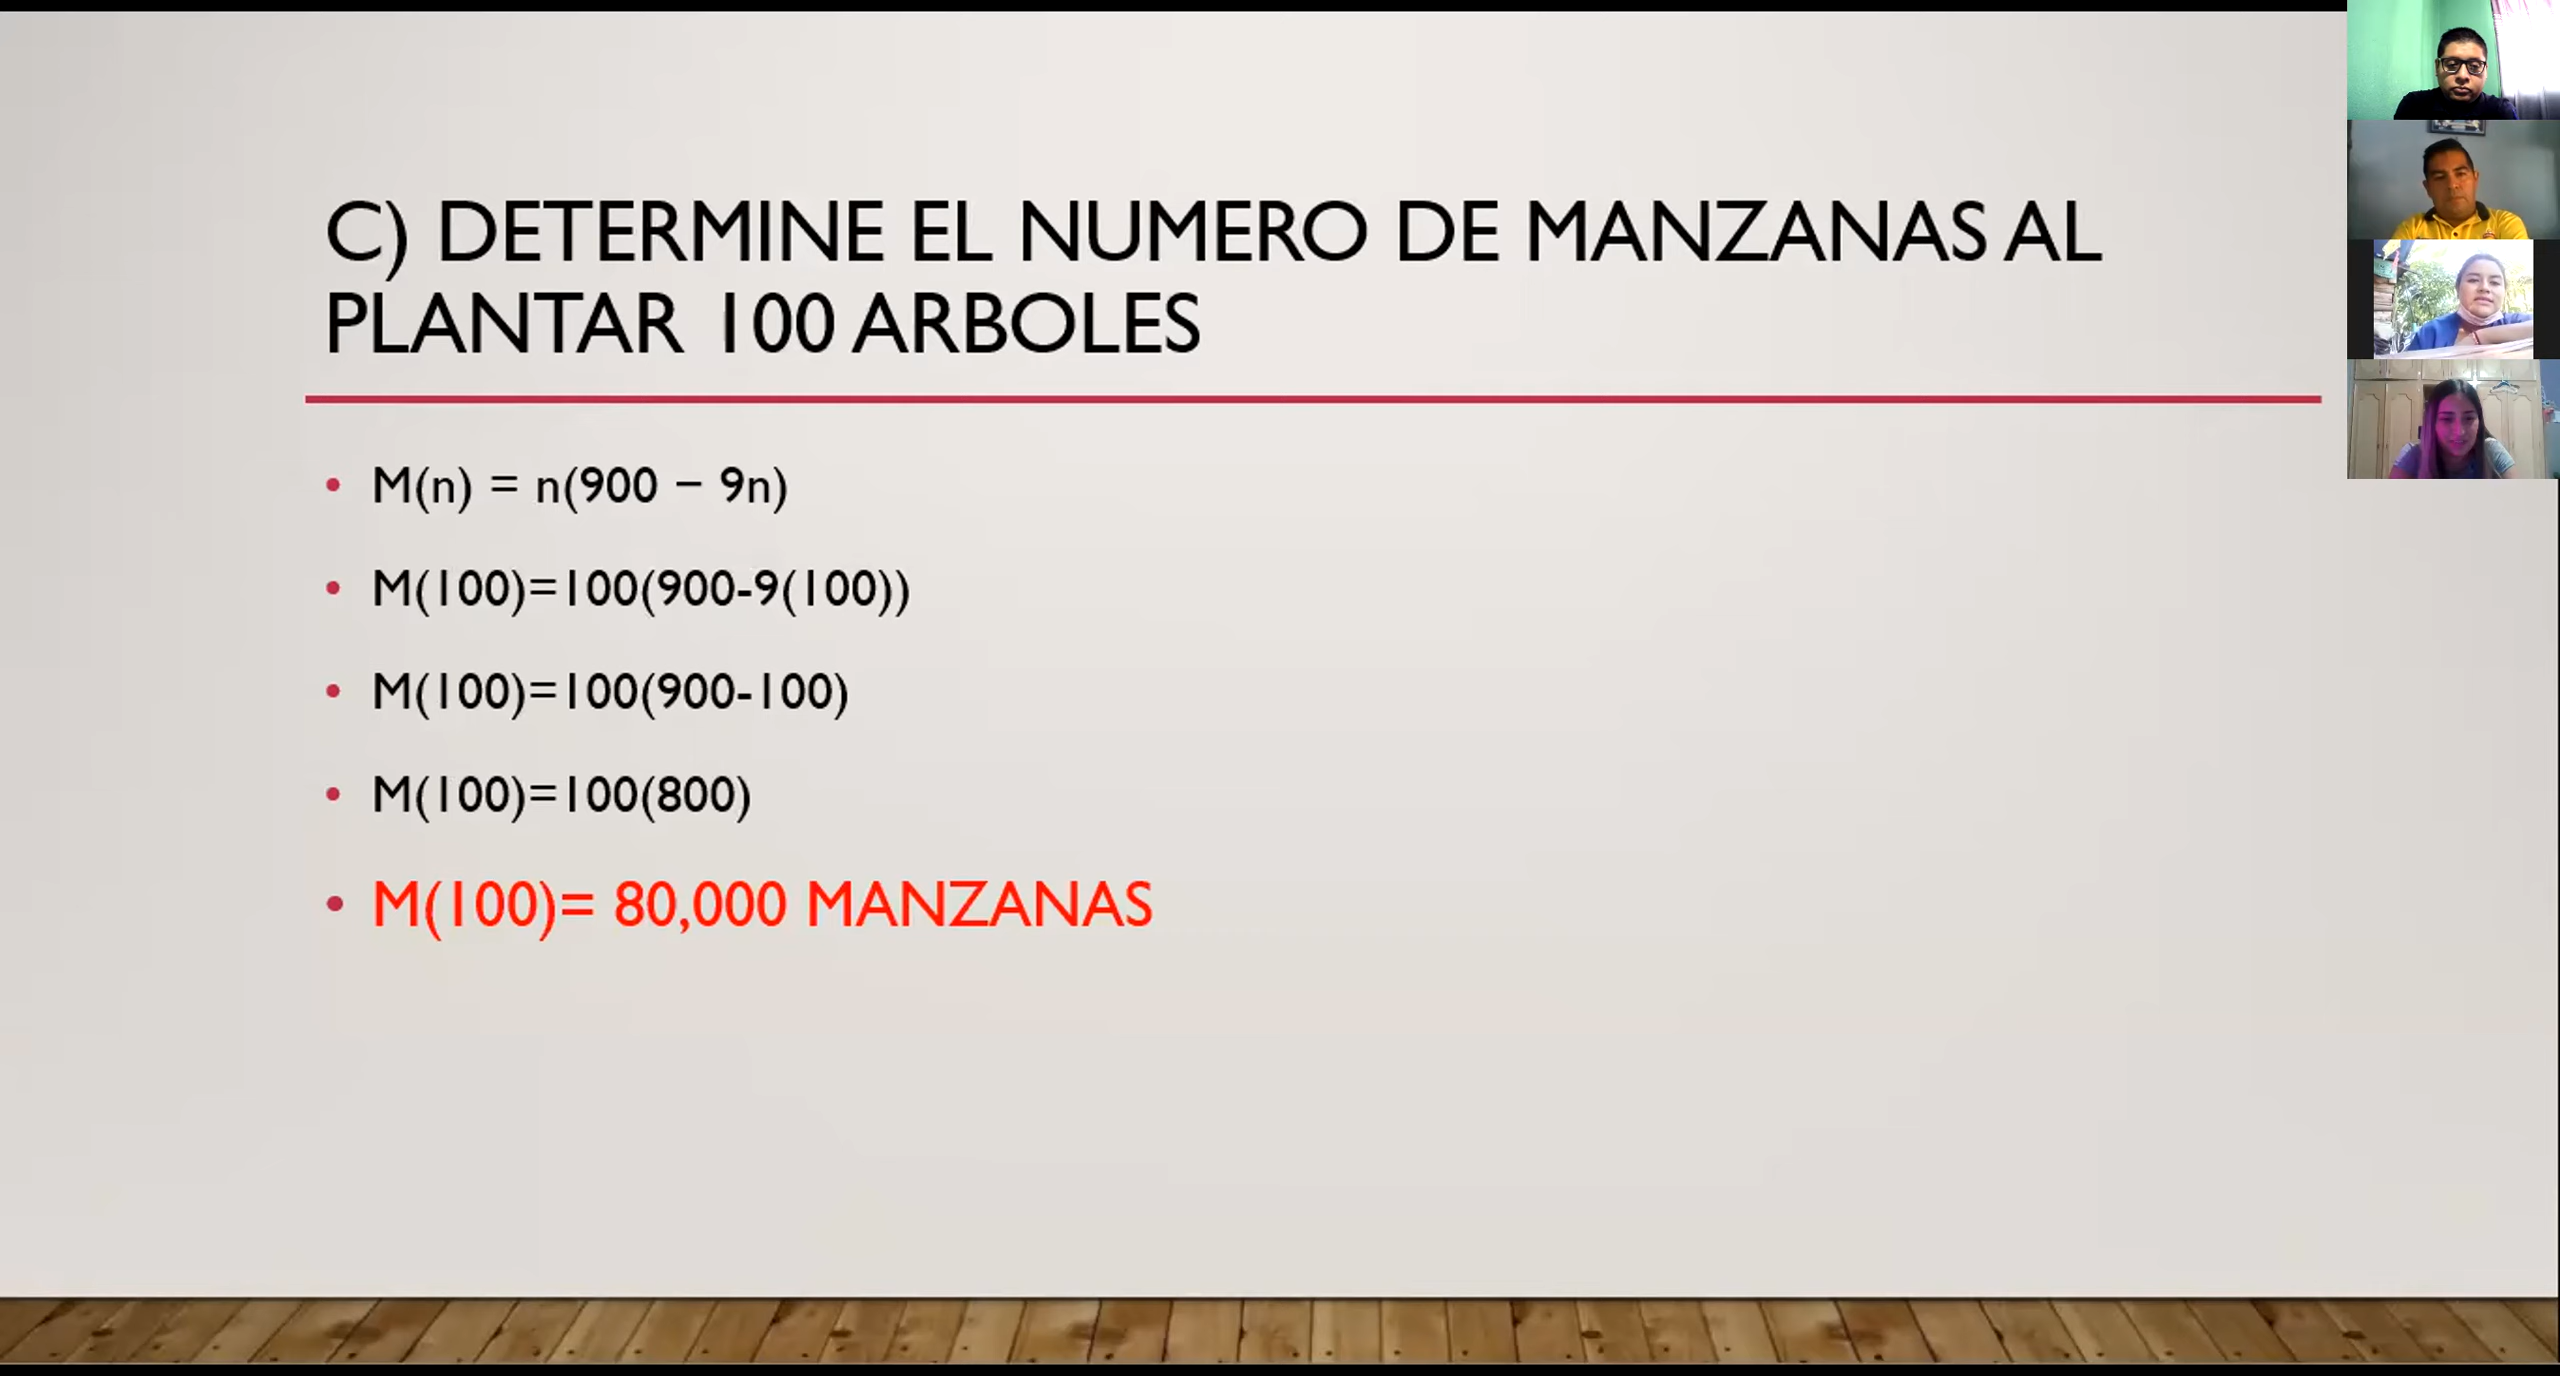 C) DETERMINE EL NUMERO DE MANZANAS AL
PLANTAR 100 ARBOLES
• M(n) = n(900 − 9n)
• M(100)=100(900-9(100))
• M(100)=100(900-100)
• M(100)=100(800)
• M(100)= 80,000 MANZANAS